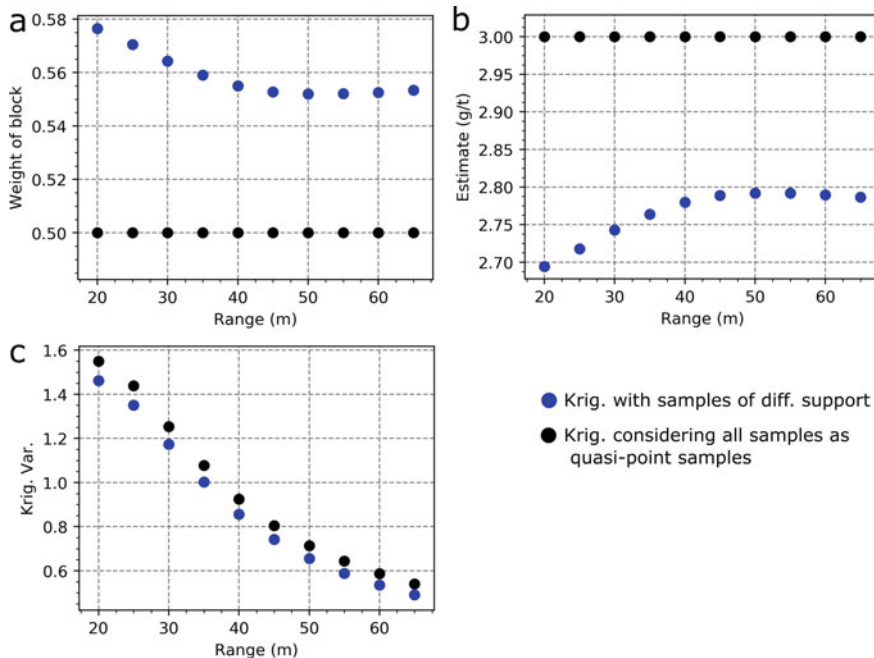 a
0.58
0.56
0.54
0.52
0.50
Weight of block
20 30 40 50 60
Range (m)
b
3.00
2.95
2.90
2.85
2.80
2.75
2.70
Estimate (g/t)
20 30 40 50 60
Range (m)
c
1.6
1.4
1.2
1.0
0.8
0.6
Krig. Var.
20 30 40 50 60
Range (m)
Krig. with samples of diff. support
Krig. considering all samples as
quasi-point samples